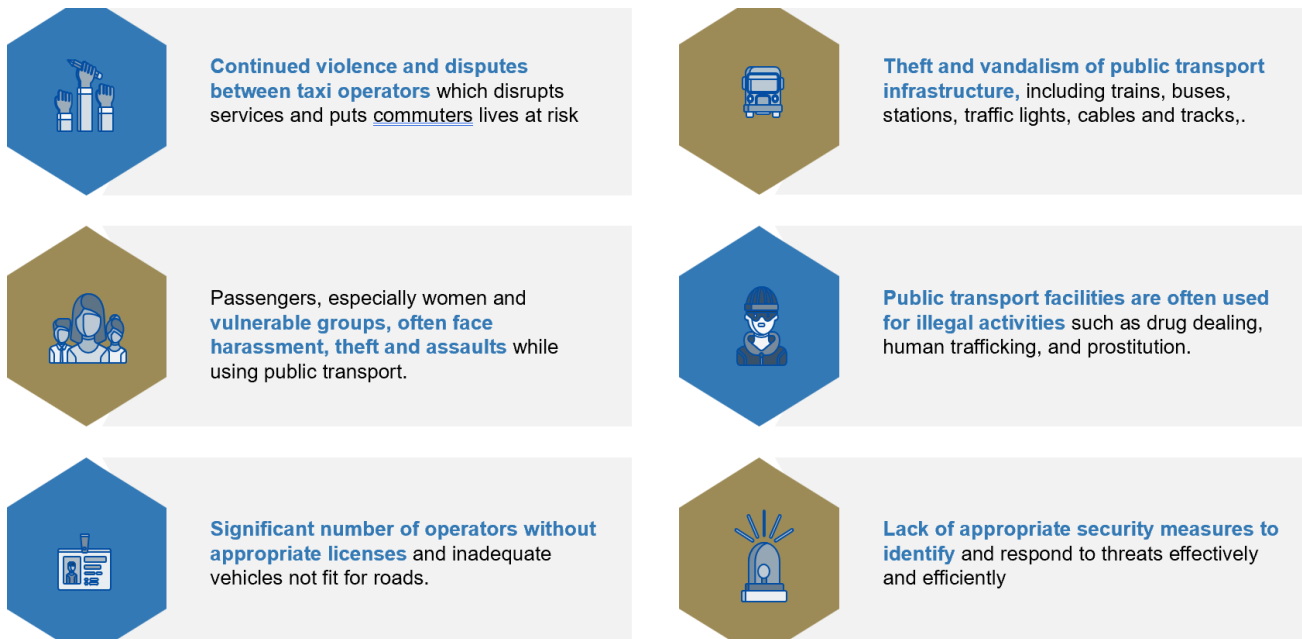 Continued violence and disputes
between taxi operators which disrupts
services and puts commuters lives at risk
Theft and vandalism of public transport
infrastructure, including trains, buses,
stations, traffic lights, cables and tracks,.
Passengers, especially women and
vulnerable groups, often face
harassment, theft and assaults while
using public transport.
Public transport facilities are often used
for illegal activities such as drug dealing,
human trafficking, and prostitution.
Significant number of operators without
appropriate licenses and inadequate
vehicles not fit for roads.
Lack of appropriate security measures to
identify and respond to threats effectively
and efficiently